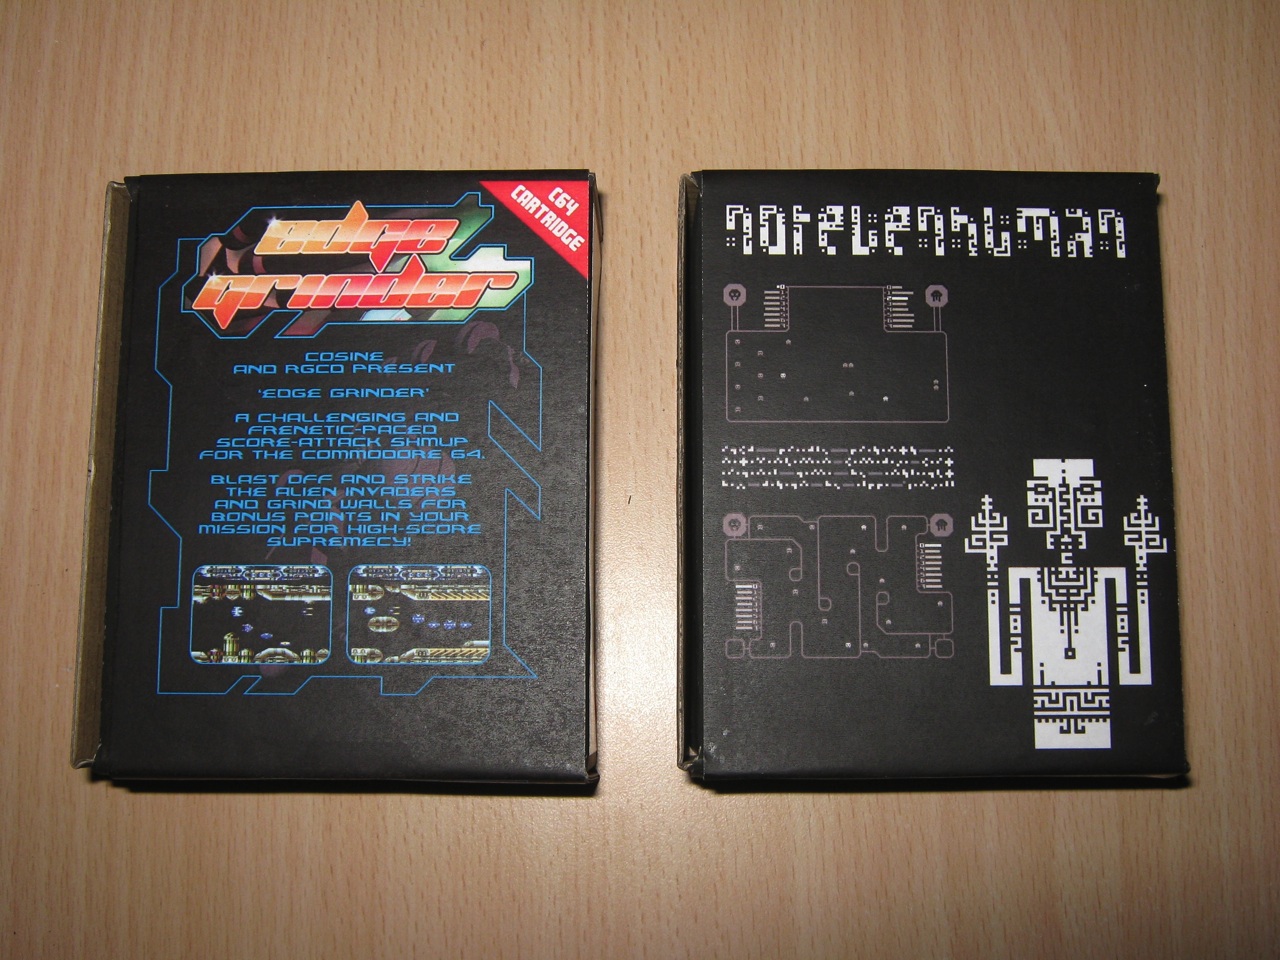 edge
grinder
C64
CARTRIDGE
COSINE
AND RGCD PRESENT
'EDGE GRINDER'
A CHALLENGING AND
FRENETIC-PACED
SCORE-ATTACK SHMUP
FOR THE COMMODORE 64.
BLAST OFF AND STRIKE
THE ALIEN INVADERS
AND GRIND WALLS FOR
BONUS POINTS IN YOUR
MISSION FOR HIGH-SCORE
SUPREMECY!